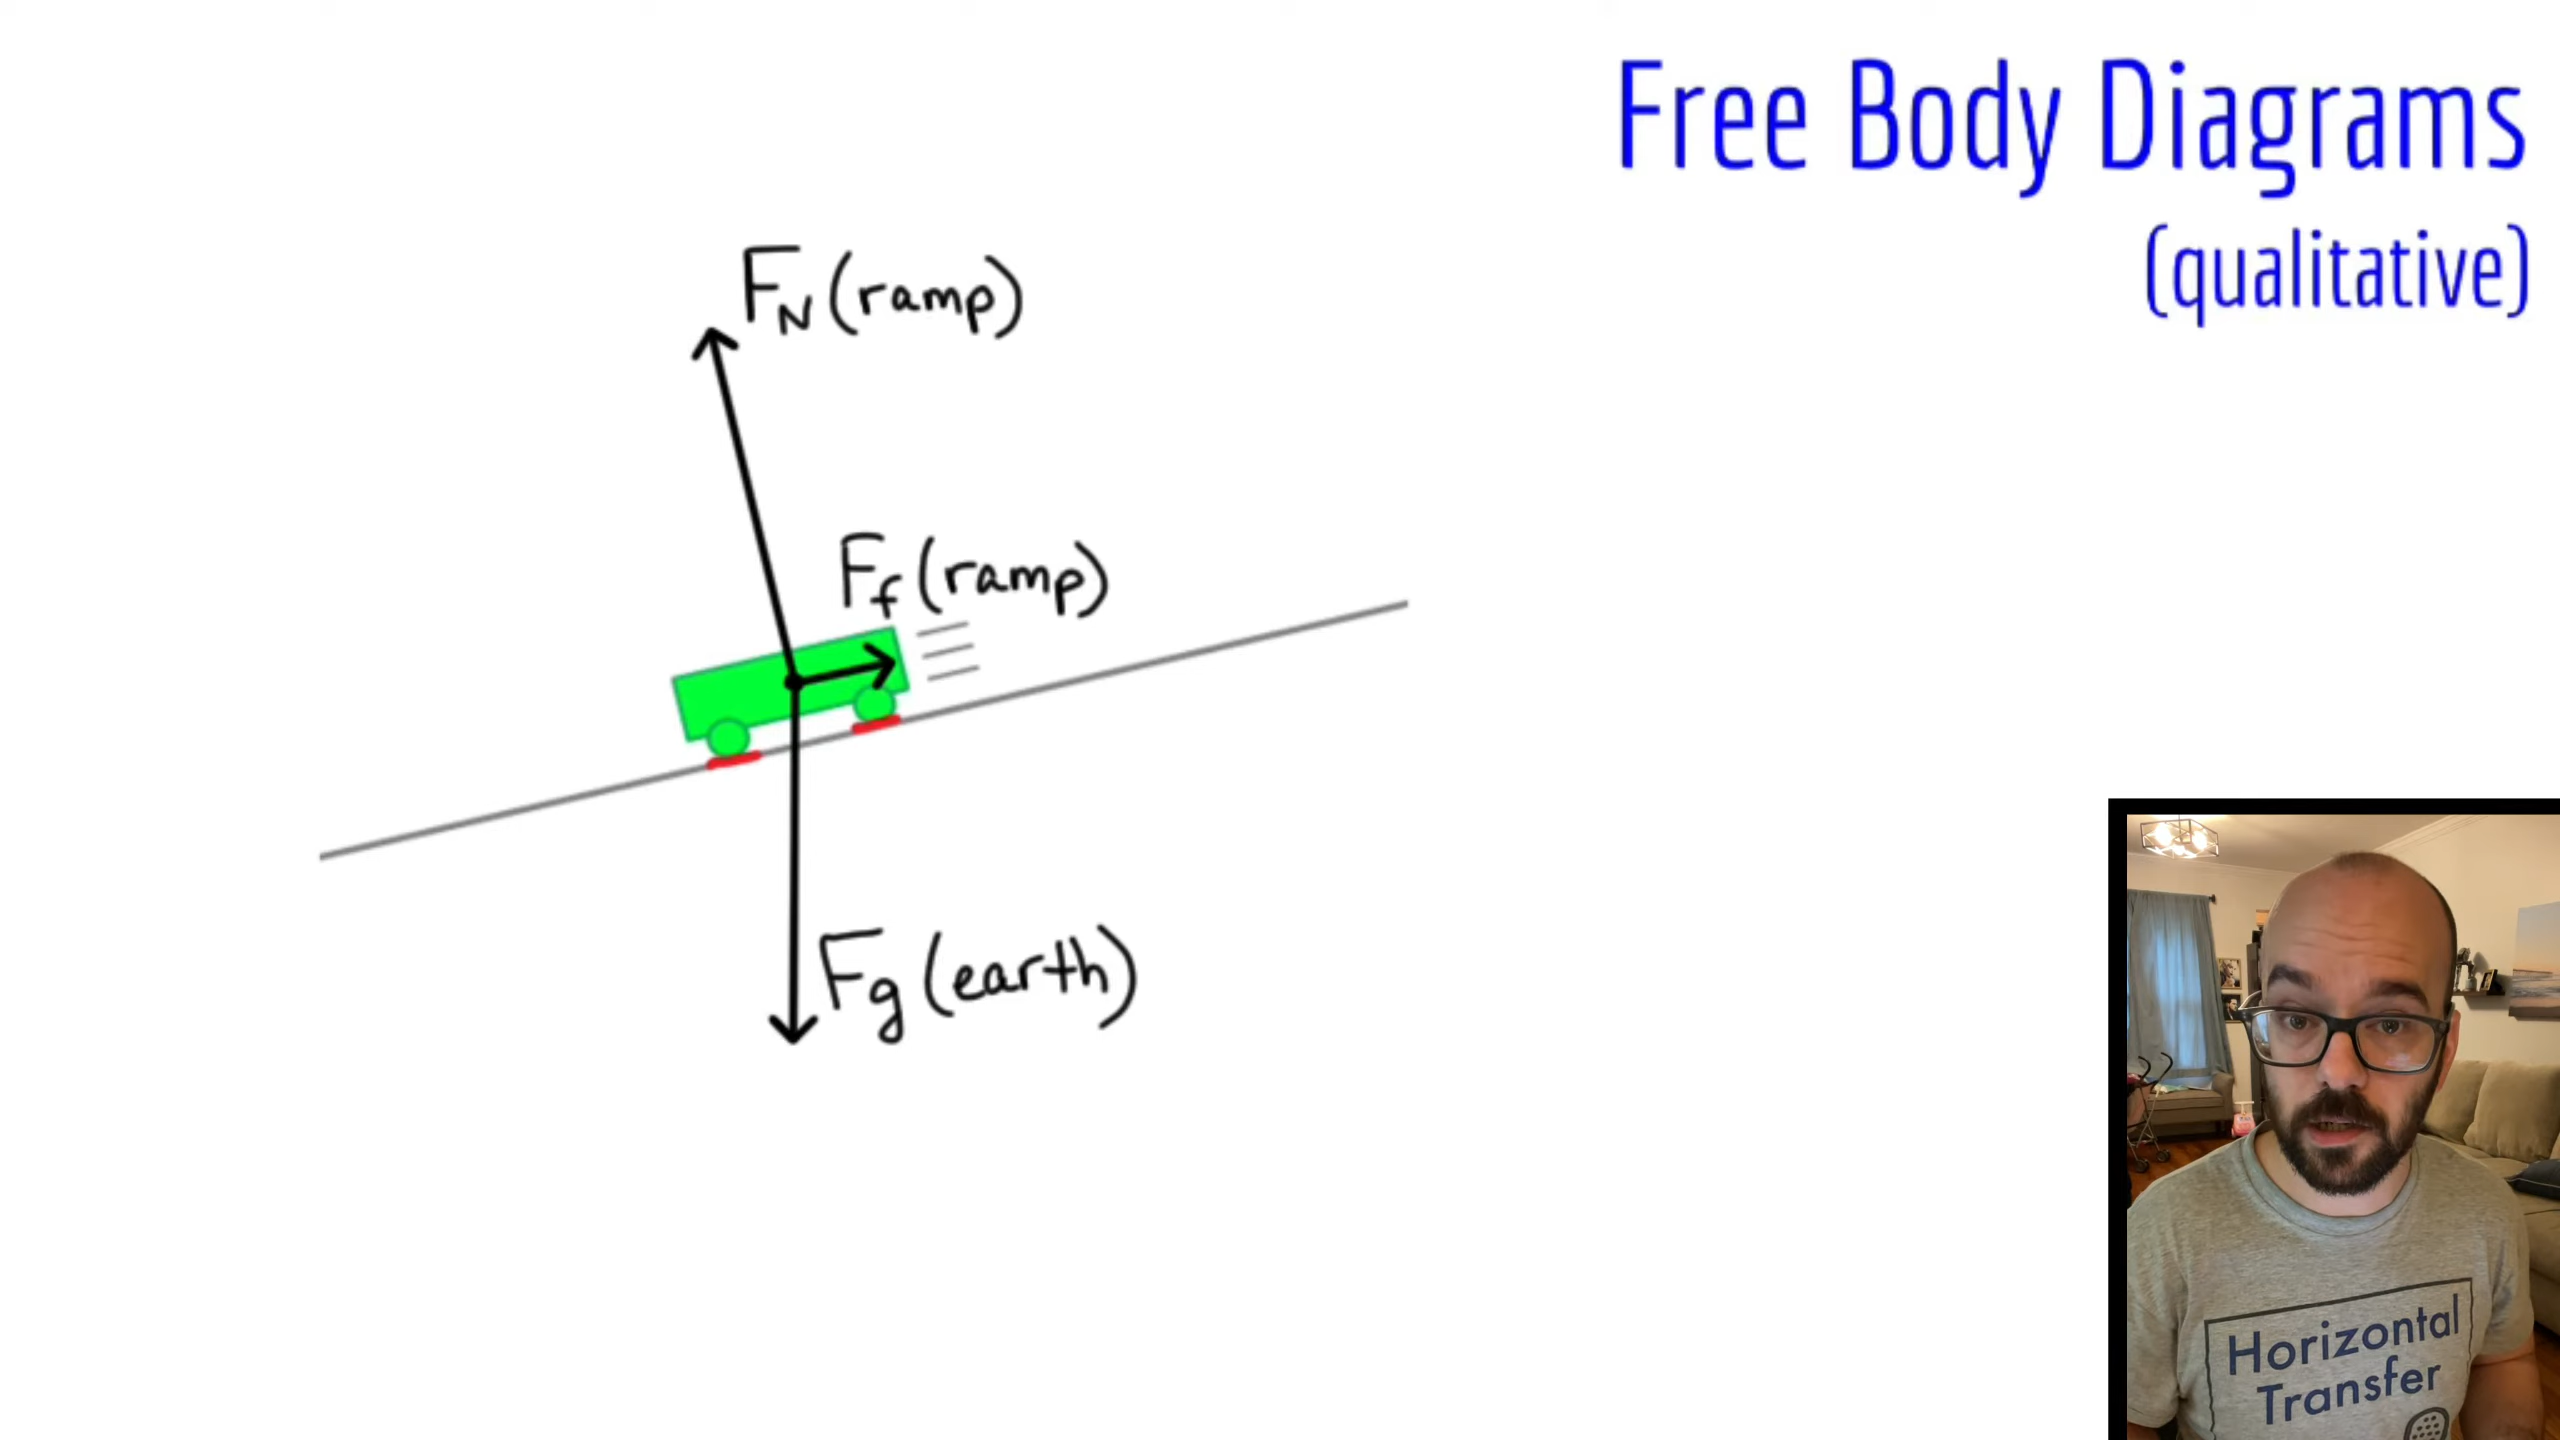 Free Body Diagrams
(qualitative)
FN (ramp)
Ff (ramp)
Fg (earth)
Horizontal
Transfer